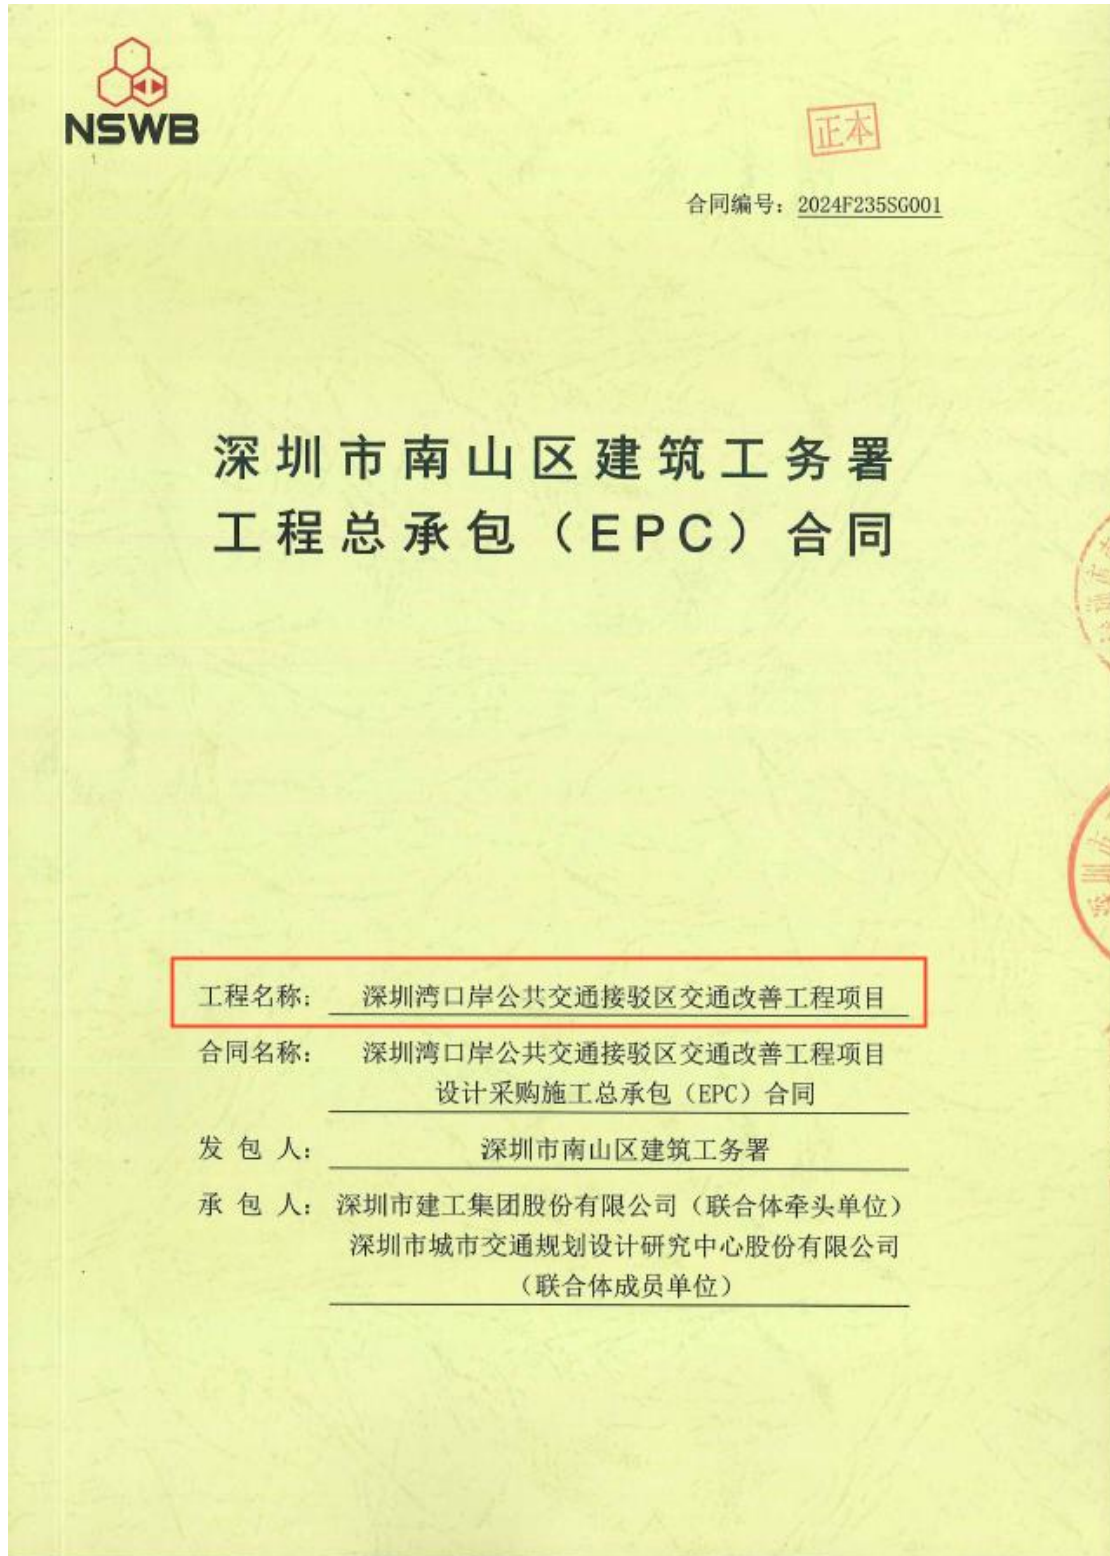 NSWB
正本
合同编号：2024F235SG001
深圳市南山区建筑工务署
工程总承包（EPC）合同
工程名称：深圳湾口岸公共交通接驳区交通改善工程项目
合同名称：深圳湾口岸公共交通接驳区交通改善工程项目
设计采购施工总承包（EPC）合同
发包人：深圳市南山区建筑工务署
承包人：深圳市建工集团股份有限公司（联合体牵头单位）
深圳市城市交通规划设计研究中心股份有限公司
（联合体成员单位）